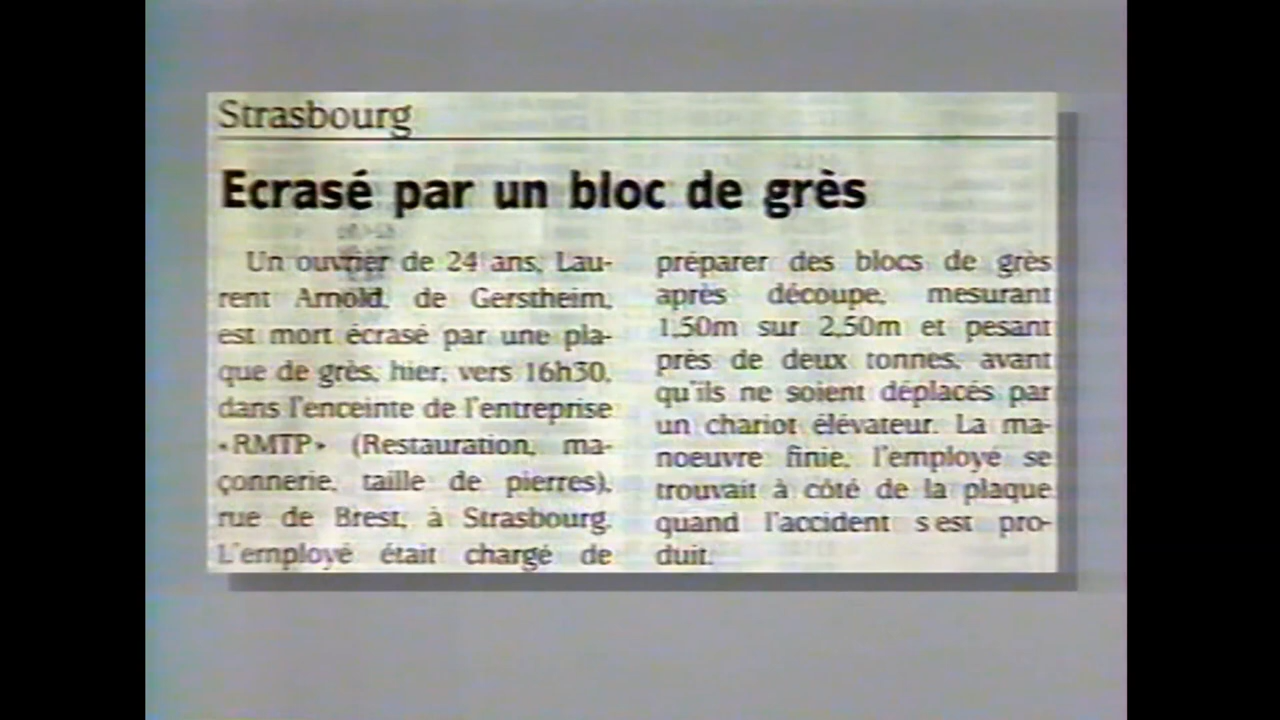 Strasbourg
Ecrasé par un bloc de grès
Un ouvrier de 24 ans, Lau-
rent Arnold, de Gerstheim,
est mort écrasé par une pla-
que de grès, hier, vers 16h30,
dans l'enceinte de l'entreprise
«RMTP» (Restauration, ma-
çonnerie, taille de pierres),
rue de Brest, à Strasbourg.
L'employé était chargé de
préparer des blocs de grès
après découpe, mesurant
1,50m sur 2,50m et pesant
près de deux tonnes, avant
qu'ils ne soient déplacés par
un chariot élévateur. La ma-
noeuvre finie, l'employé se
trouvait à côté de la plaque
quand l'accident s'est pro-
duit.